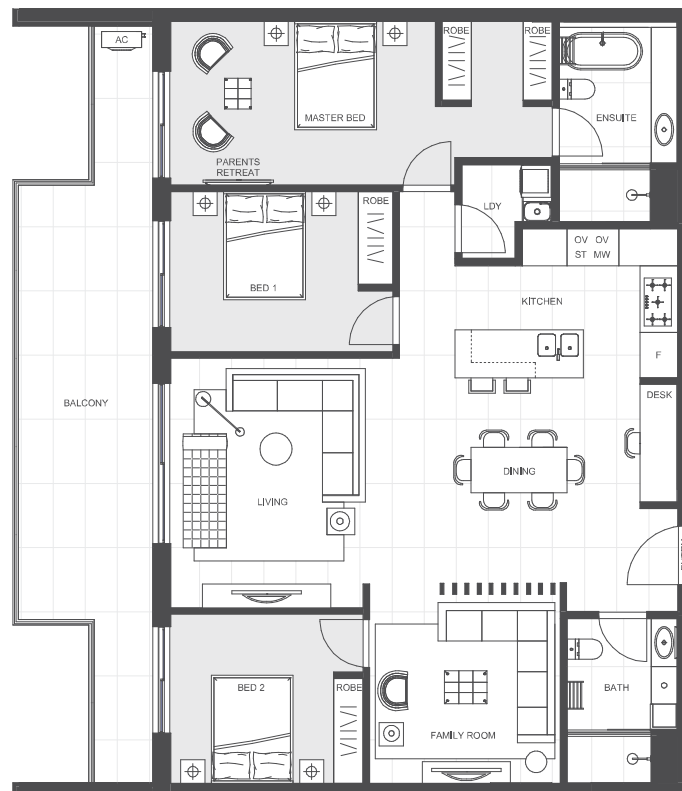 AC
ROBE
ROBE
MASTER BED
ENSUITE
PARENTS
RETREAT
ROBE
LDY
BED 1
OV OV
ST MW
KITCHEN
F
DESK
BALCONY
DINING
LIVING
BED 2
ROBE
BATH
FAMILY ROOM